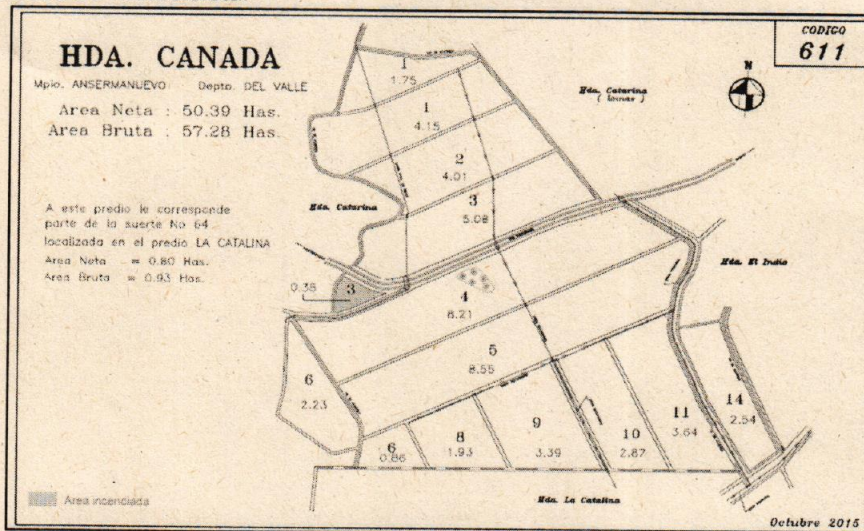 HDA. CANADA
Mpio. ANSERMANUEVO Depto. DEL VALLE
Area Neta : 50.39 Has.
Area Bruta : 57.28 Has.
A este predio le corresponde
parte de la suerte No 64
localizada en el predio LA CATALINA
Area Neta = 0.80 Has.
Area Bruta = 0.93 Has.
CODIGO
611
N
Hda. Catarina
( lomas )
1
1.75
1
4.15
2
4.01
Hda. Catarina
3
5.08
Hda. El Indio
0.38
3
4
8.21
5
8.55
6
2.23
6
0.86
8
1.93
9
3.39
10
2.87
11
3.64
14
2.54
Hda. La Catalina
Area incendiada
Octubre 2015